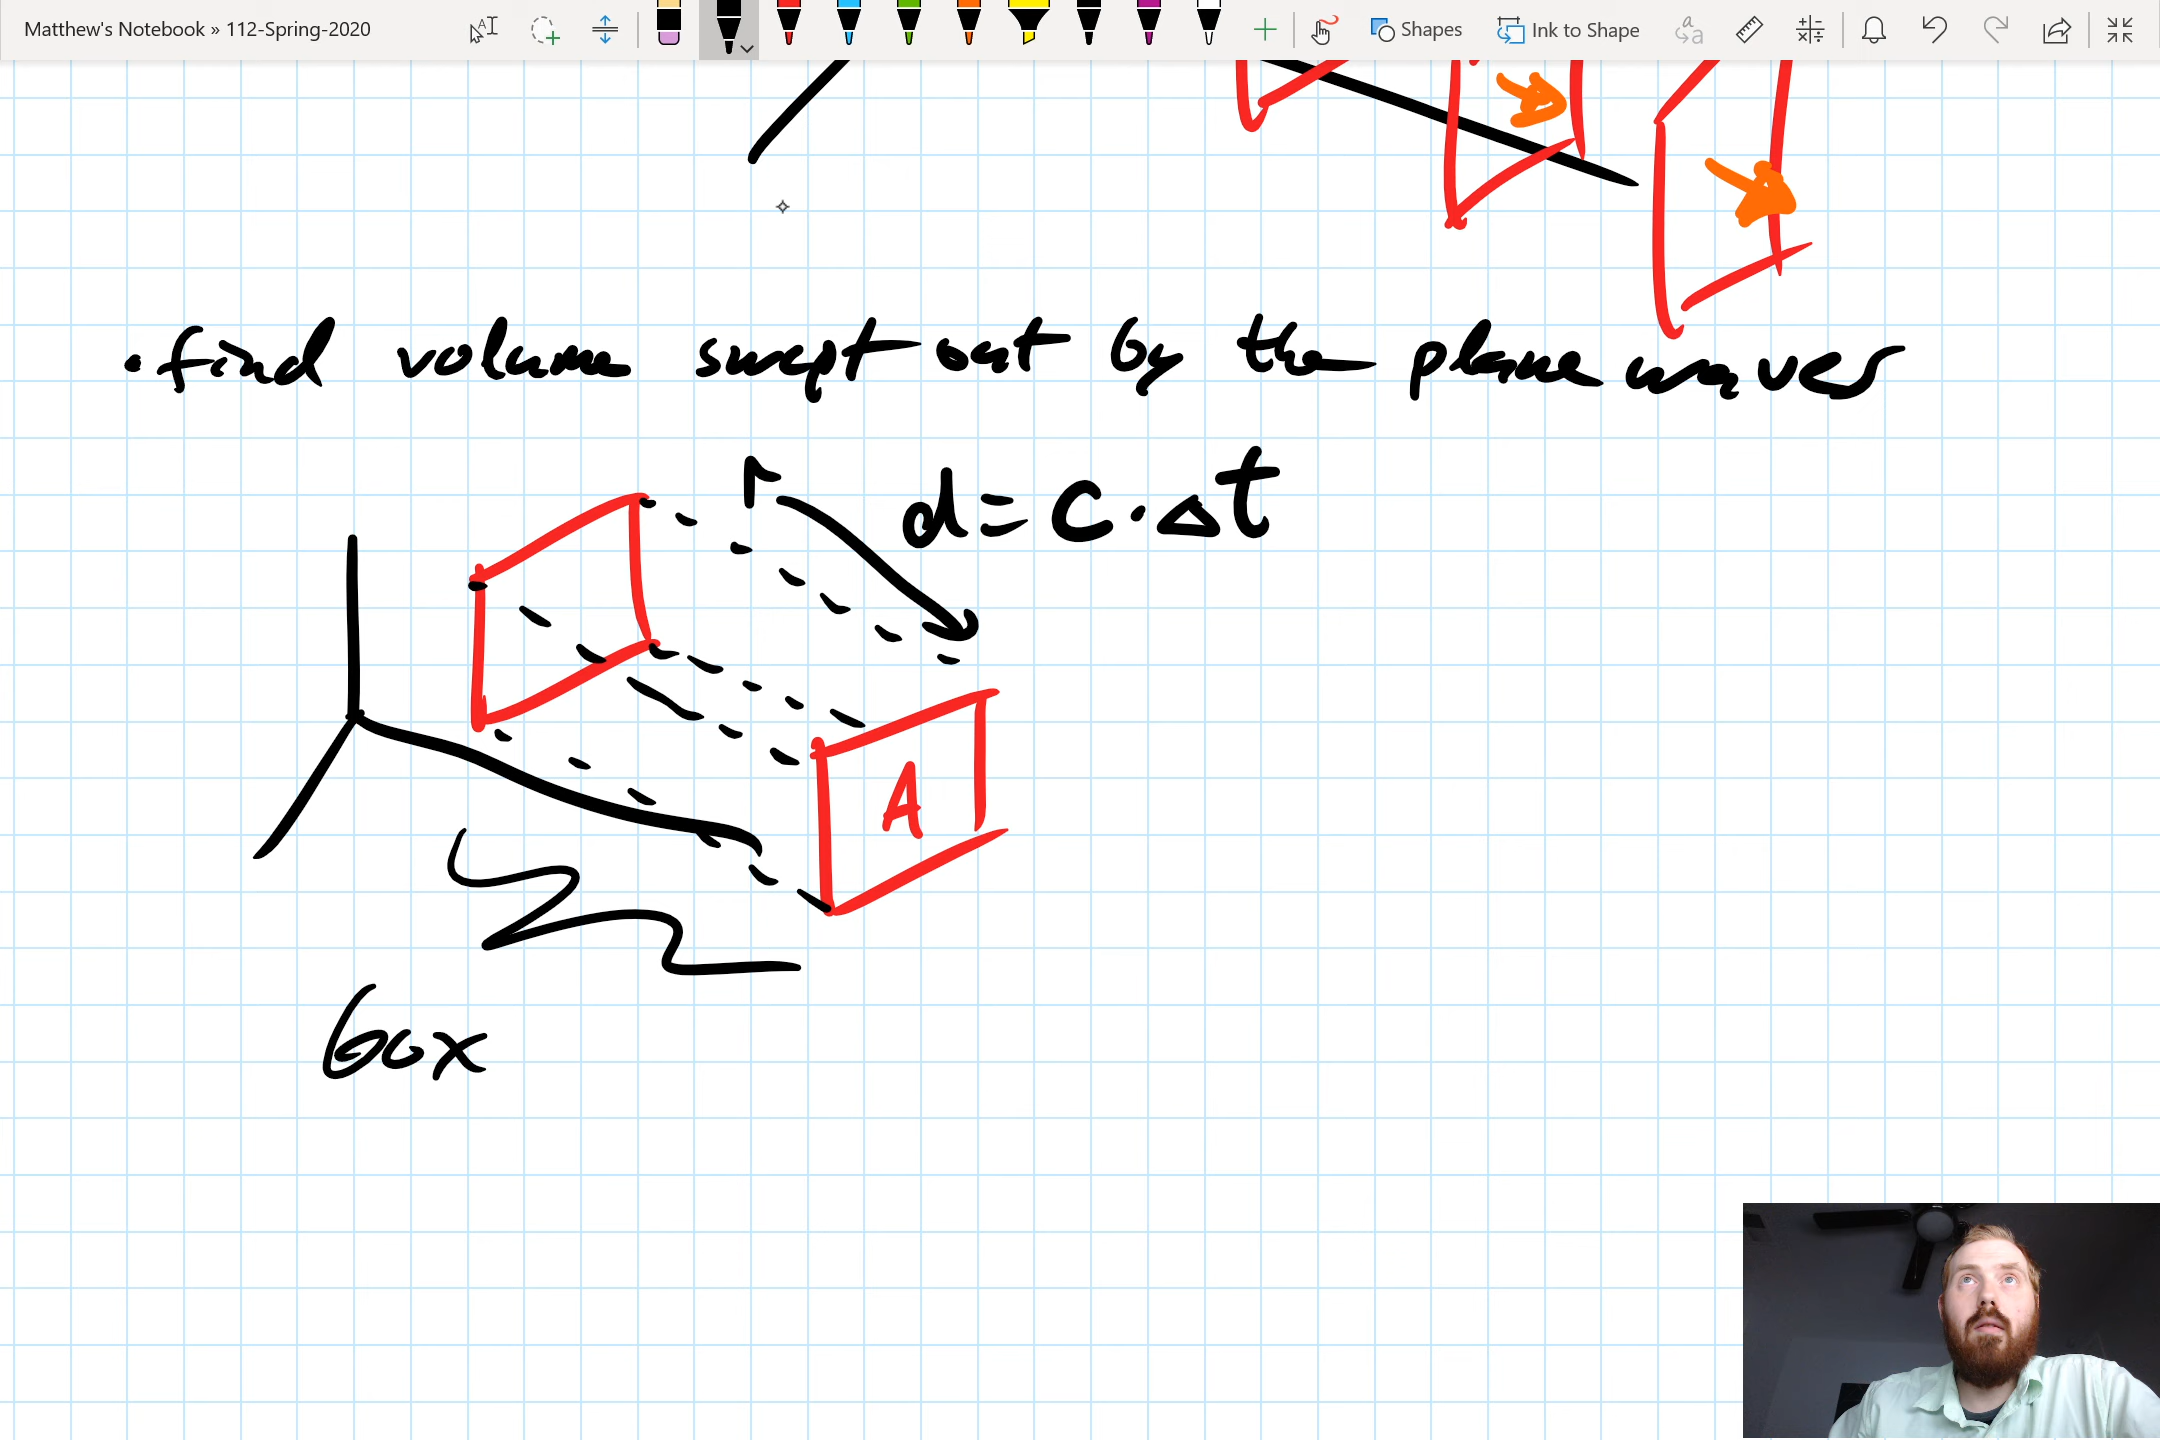 Matthew's Notebook » 112-Spring-2020
Shapes
Ink to Shape
• find volume swept out by the plane waves
d = c · Δt
A
box